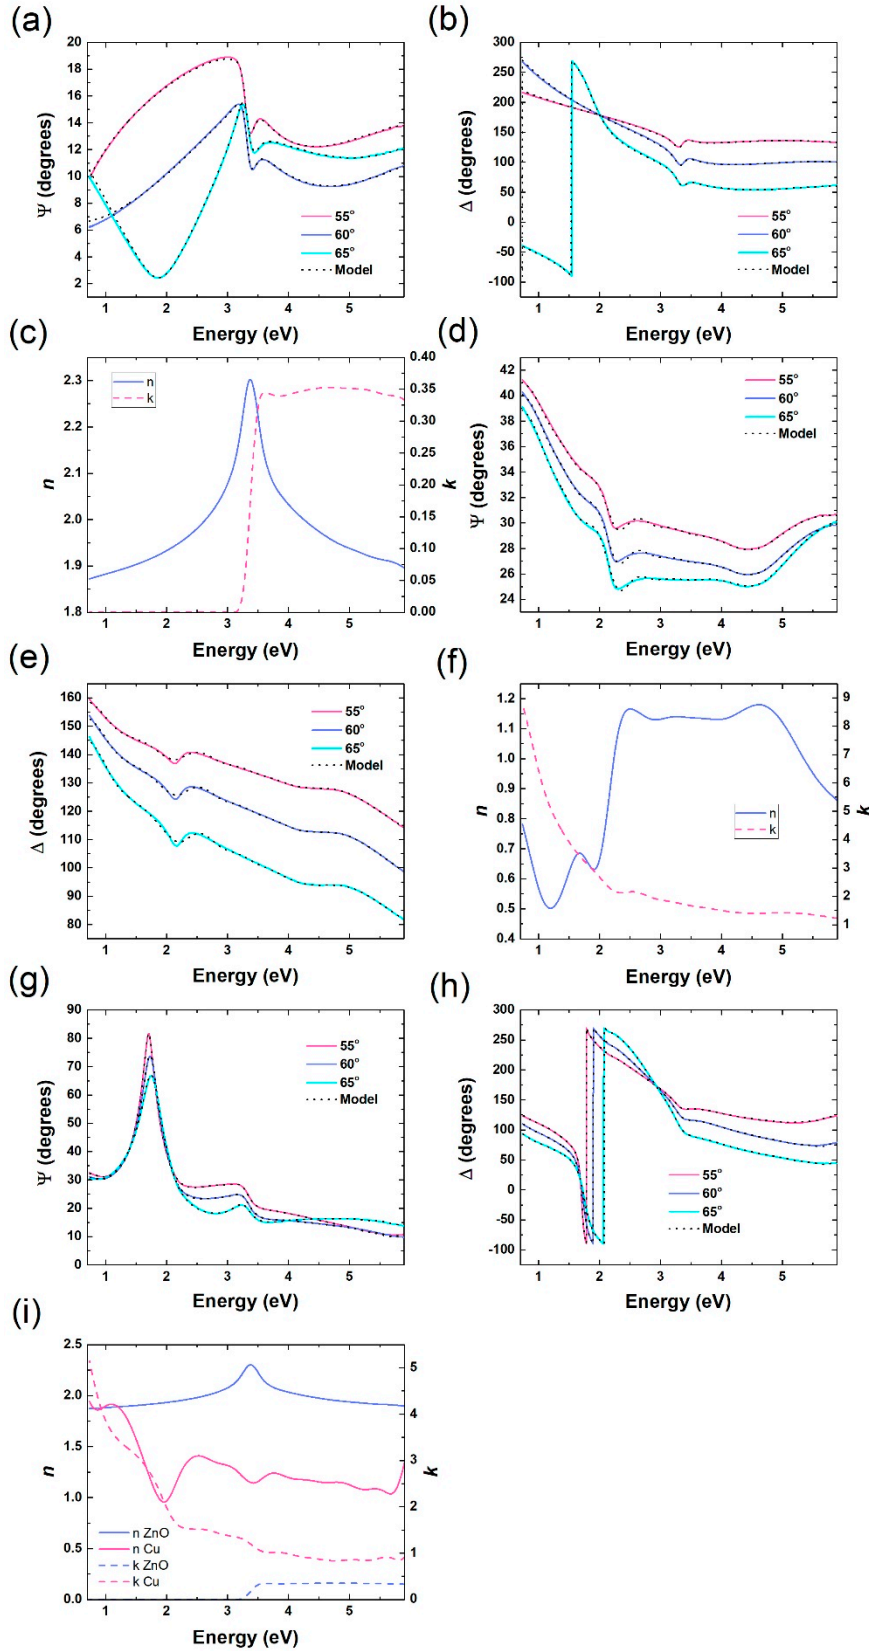 (a)
20
18
16
14
12
10
8
6
4
2
Ψ (degrees)
55°
60°
65°
Model
1 2 3 4 5
Energy (eV)
(b)
300
250
200
150
100
50
0
-50
-100
Δ (degrees)
55°
60°
65°
Model
1 2 3 4 5
Energy (eV)
(c)
2.3
2.2
2.1
2.0
1.9
1.8
n
n
k
0.40
0.35
0.30
0.25
0.20
0.15
0.10
0.05
0.00
k
1 2 3 4 5
Energy (eV)
(d)
42
40
38
36
34
32
30
28
26
24
Ψ (degrees)
55°
60°
65°
Model
1 2 3 4 5
Energy (eV)
(e)
160
150
140
130
120
110
100
90
80
Δ (degrees)
55°
60°
65°
Model
1 2 3 4 5
Energy (eV)
(f)
1.2
1.1
1.0
0.9
0.8
0.7
0.6
0.5
0.4
n
n
k
9
8
7
6
5
4
3
2
1
k
1 2 3 4 5
Energy (eV)
(g)
90
80
70
60
50
40
30
20
10
0
Ψ (degrees)
55°
60°
65°
Model
1 2 3 4 5
Energy (eV)
(h)
300
250
200
150
100
50
0
-50
-100
Δ (degrees)
55°
60°
65°
Model
1 2 3 4 5
Energy (eV)
(i)
2.5
2.0
1.5
1.0
0.5
0.0
n
n ZnO
n Cu
k ZnO
k Cu
5
4
3
2
1
0
k
1 2 3 4 5
Energy (eV)